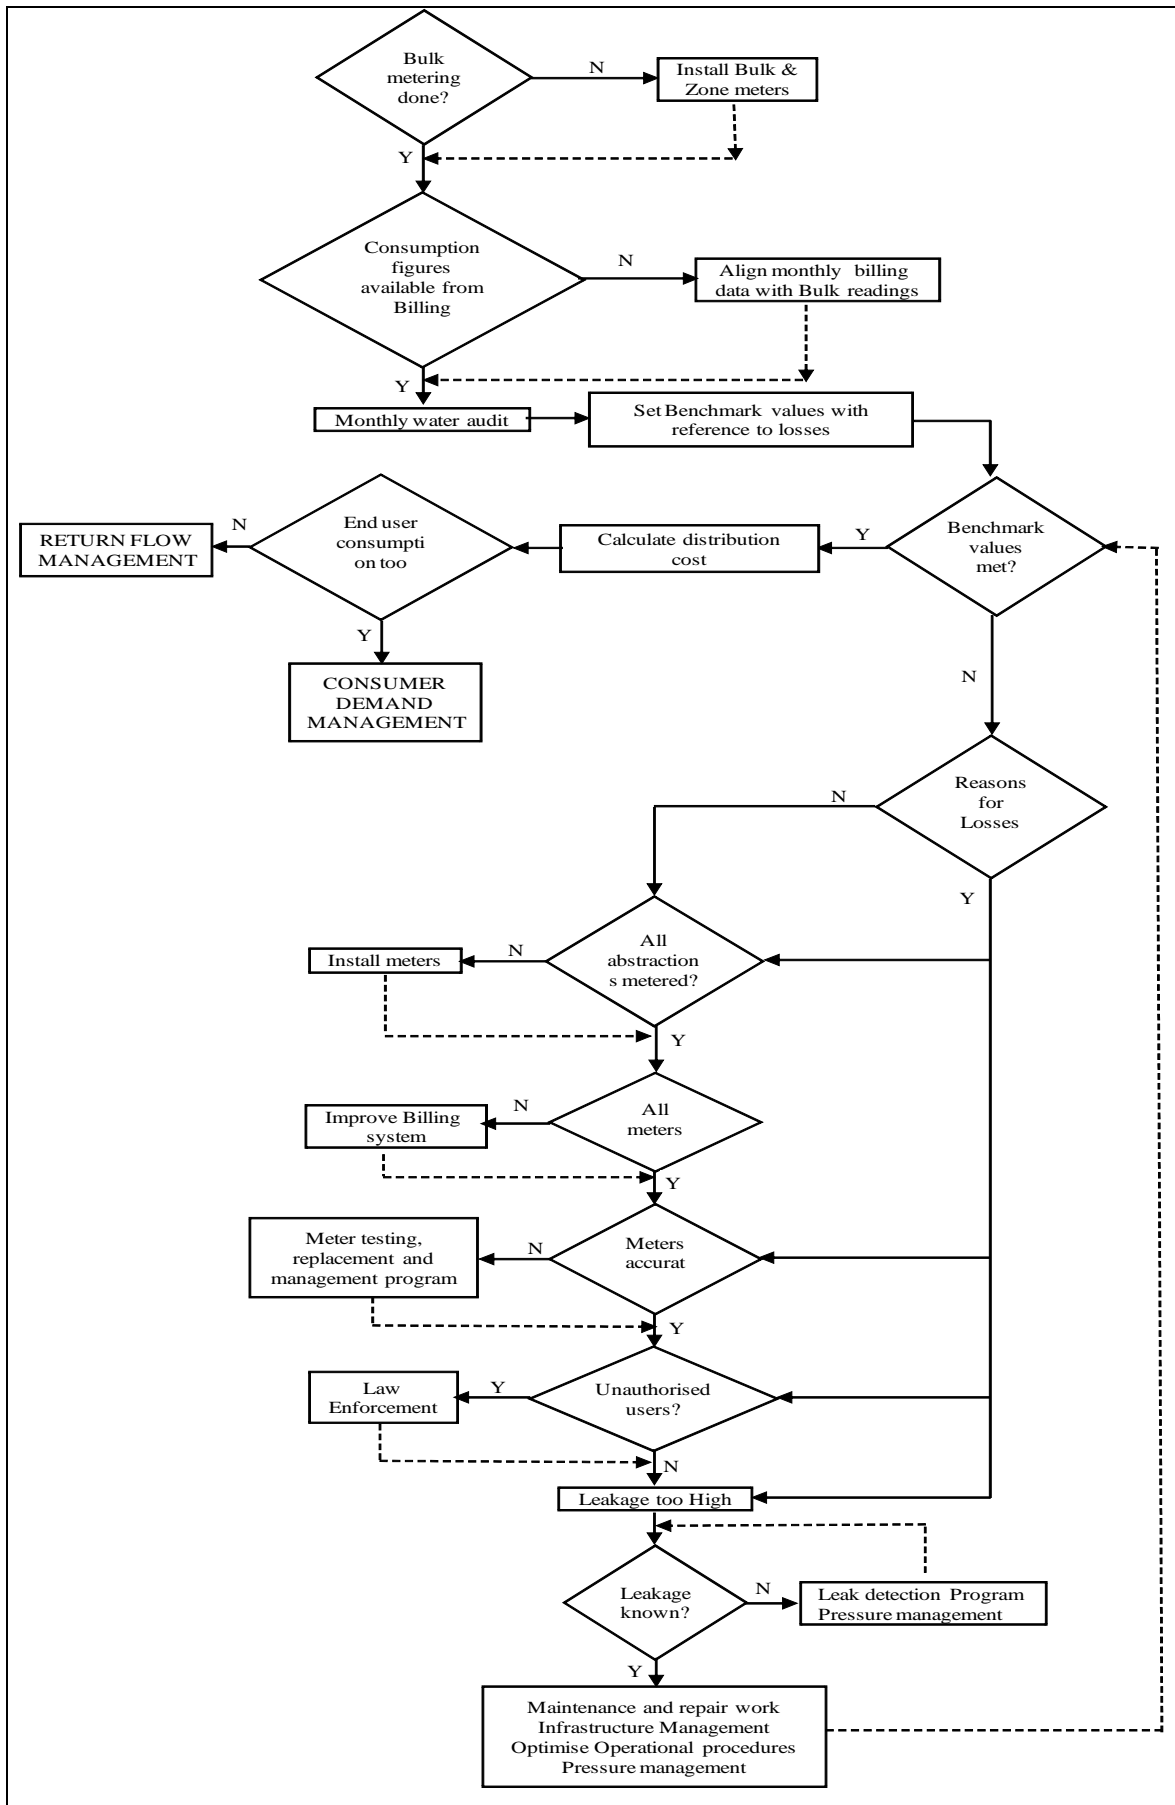 Bulk
metering
done?
N
Install Bulk &
Zone meters
Y
Consumption
figures
available from
Billing
N
Align monthly billing
data with Bulk readings
Y
Monthly water audit
Set Benchmark values with
reference to losses
Benchmark
values
met?
Y
Calculate distribution
cost
End user
consumpti
on too
N
RETURN FLOW
MANAGEMENT
Y
CONSUMER
DEMAND
MANAGEMENT
N
Reasons
for
Losses
N
Y
All
abstraction
s metered?
N
Install meters
Y
All
meters
N
Improve Billing
system
Y
Meters
accurat
N
Meter testing,
replacement and
management program
Y
Unauthorised
users?
Y
Law
Enforcement
N
Leakage too High
Leakage
known?
N
Leak detection Program
Pressure management
Y
Maintenance and repair work
Infrastructure Management
Optimise Operational procedures
Pressure management